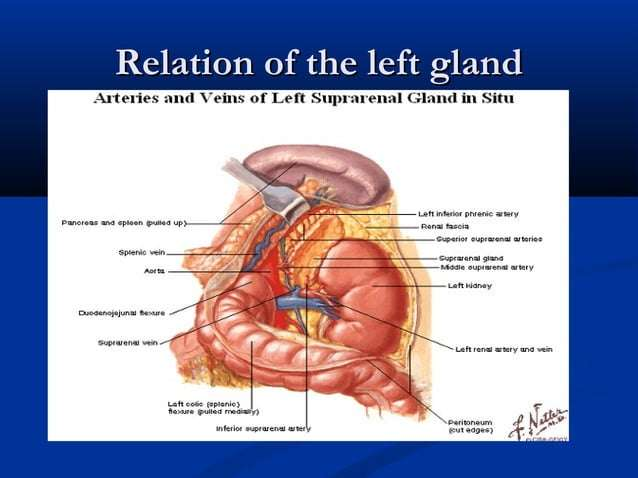 Relation of the left gland
Arteries and Veins of Left Suprarenal Gland in Situ
Left inferior phrenic artery
Pancreas and spleen (pulled up)
Renal fascia
Superior suprarenal arteries
Splenic vein
Suprarenal gland
Middle suprarenal artery
Aorta
Left kidney
Duodenojejunal flexure
Suprarenal vein
Left renal artery and vein
Left colic (splenic)
flexure (pulled medially)
Inferior suprarenal artery
Peritoneum
(cut edges)
F. Netter
M.D.